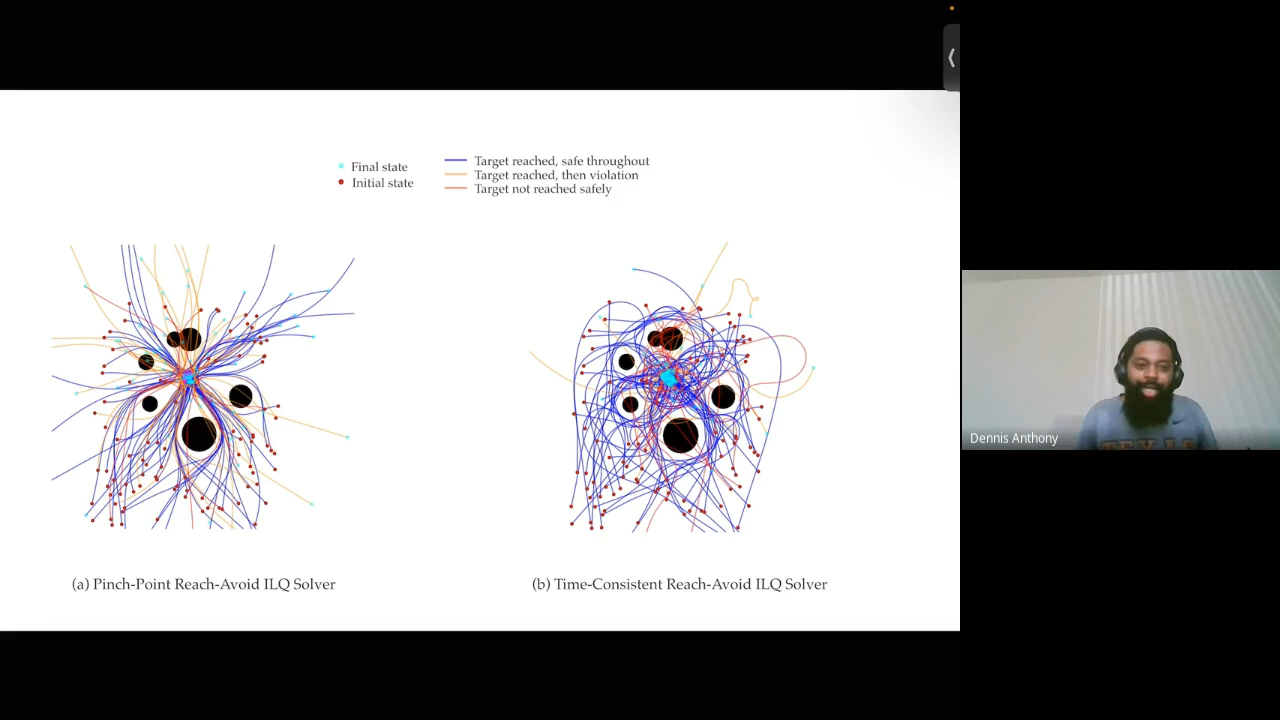 Final state
Initial state
Target reached, safe throughout
Target reached, then violation
Target not reached safely
(a) Pinch-Point Reach-Avoid ILQ Solver
(b) Time-Consistent Reach-Avoid ILQ Solver
Dennis Anthony
TEXAS